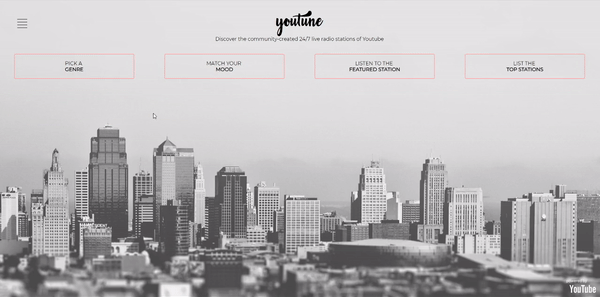 youtune
Discover the community-created 24/7 live radio stations of Youtube
PICK A
GENRE
MATCH YOUR
MOOD
LISTEN TO THE
FEATURED STATION
LIST THE
TOP STATIONS
YouTube